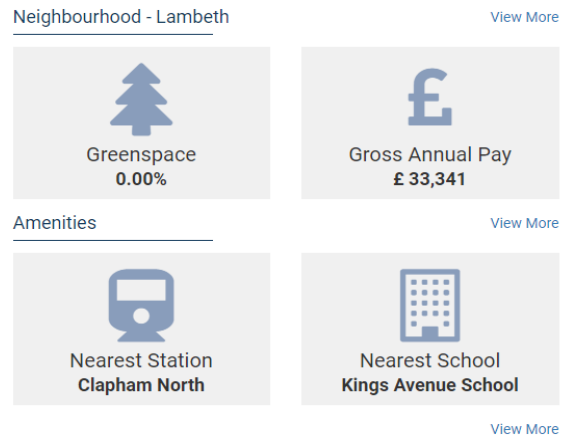 Neighbourhood - Lambeth View More
Greenspace
0.00%
Gross Annual Pay
£ 33,341
Amenities View More
Nearest Station
Clapham North
Nearest School
Kings Avenue School
View More